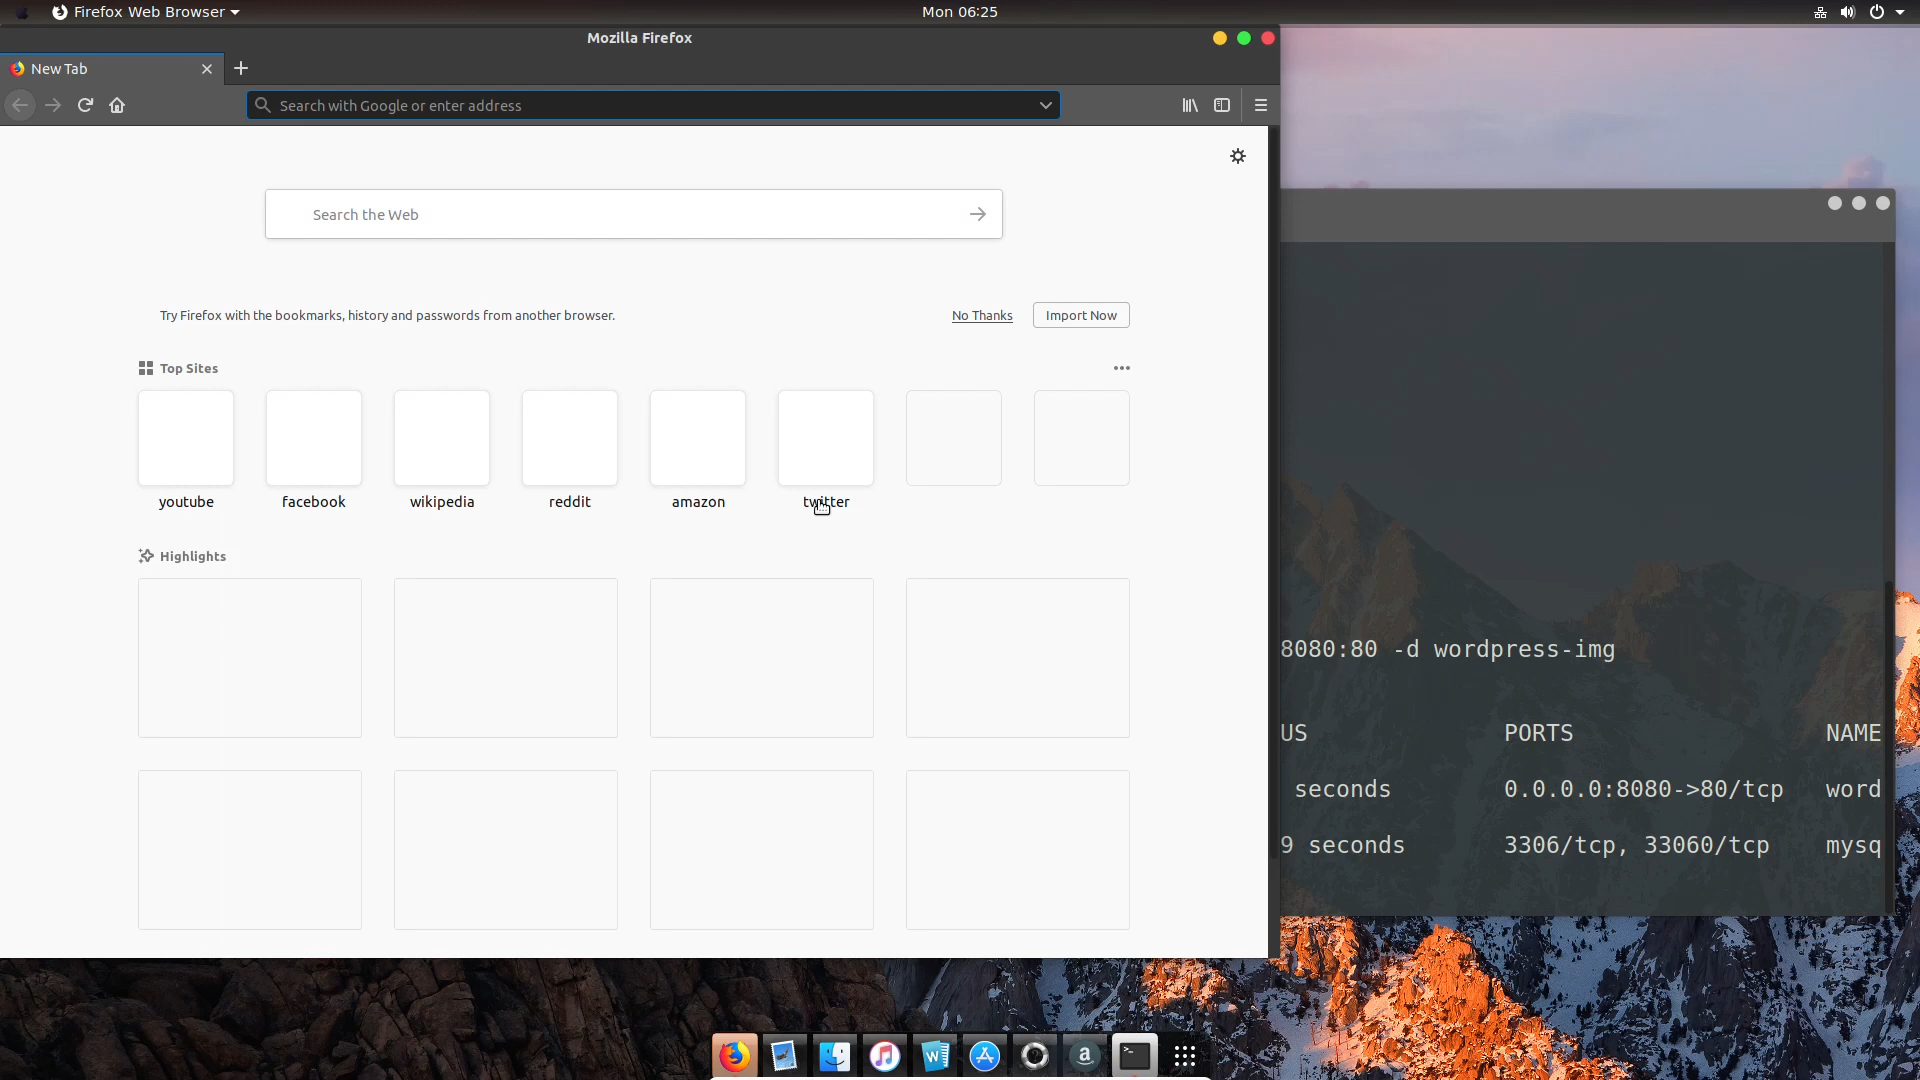 Firefox Web Browser
Mon 06:25
Mozilla Firefox
New Tab
Search with Google or enter address
Search the Web
Try Firefox with the bookmarks, history and passwords from another browser.
No Thanks
Import Now
Top Sites
youtube facebook wikipedia reddit amazon twitter
Highlights
8080:80 -d wordpress-img
US PORTS NAME
seconds 0.0.0.0:8080->80/tcp word
9 seconds 3306/tcp, 33060/tcp mysq